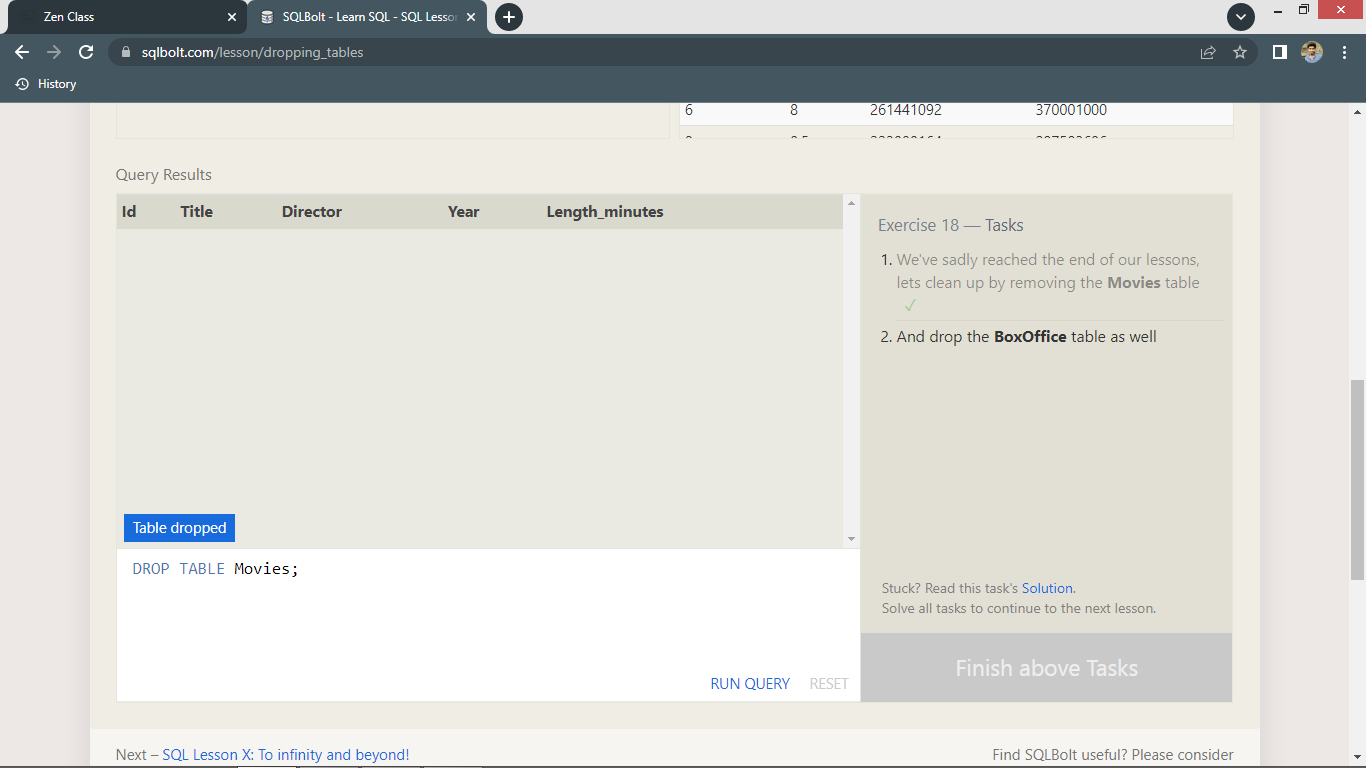 Zen Class
SQLBolt - Learn SQL - SQL Lesson
sqlbolt.com/lesson/dropping_tables
History
6 8 261441092 370001000
Query Results
Id Title Director Year Length_minutes
Exercise 18 — Tasks
1. We've sadly reached the end of our lessons,
lets clean up by removing the Movies table
✓
2. And drop the BoxOffice table as well
Table dropped
DROP TABLE Movies;
Stuck? Read this task's Solution.
Solve all tasks to continue to the next lesson.
Finish above Tasks
RUN QUERY RESET
Next – SQL Lesson X: To infinity and beyond!
Find SQLBolt useful? Please consider